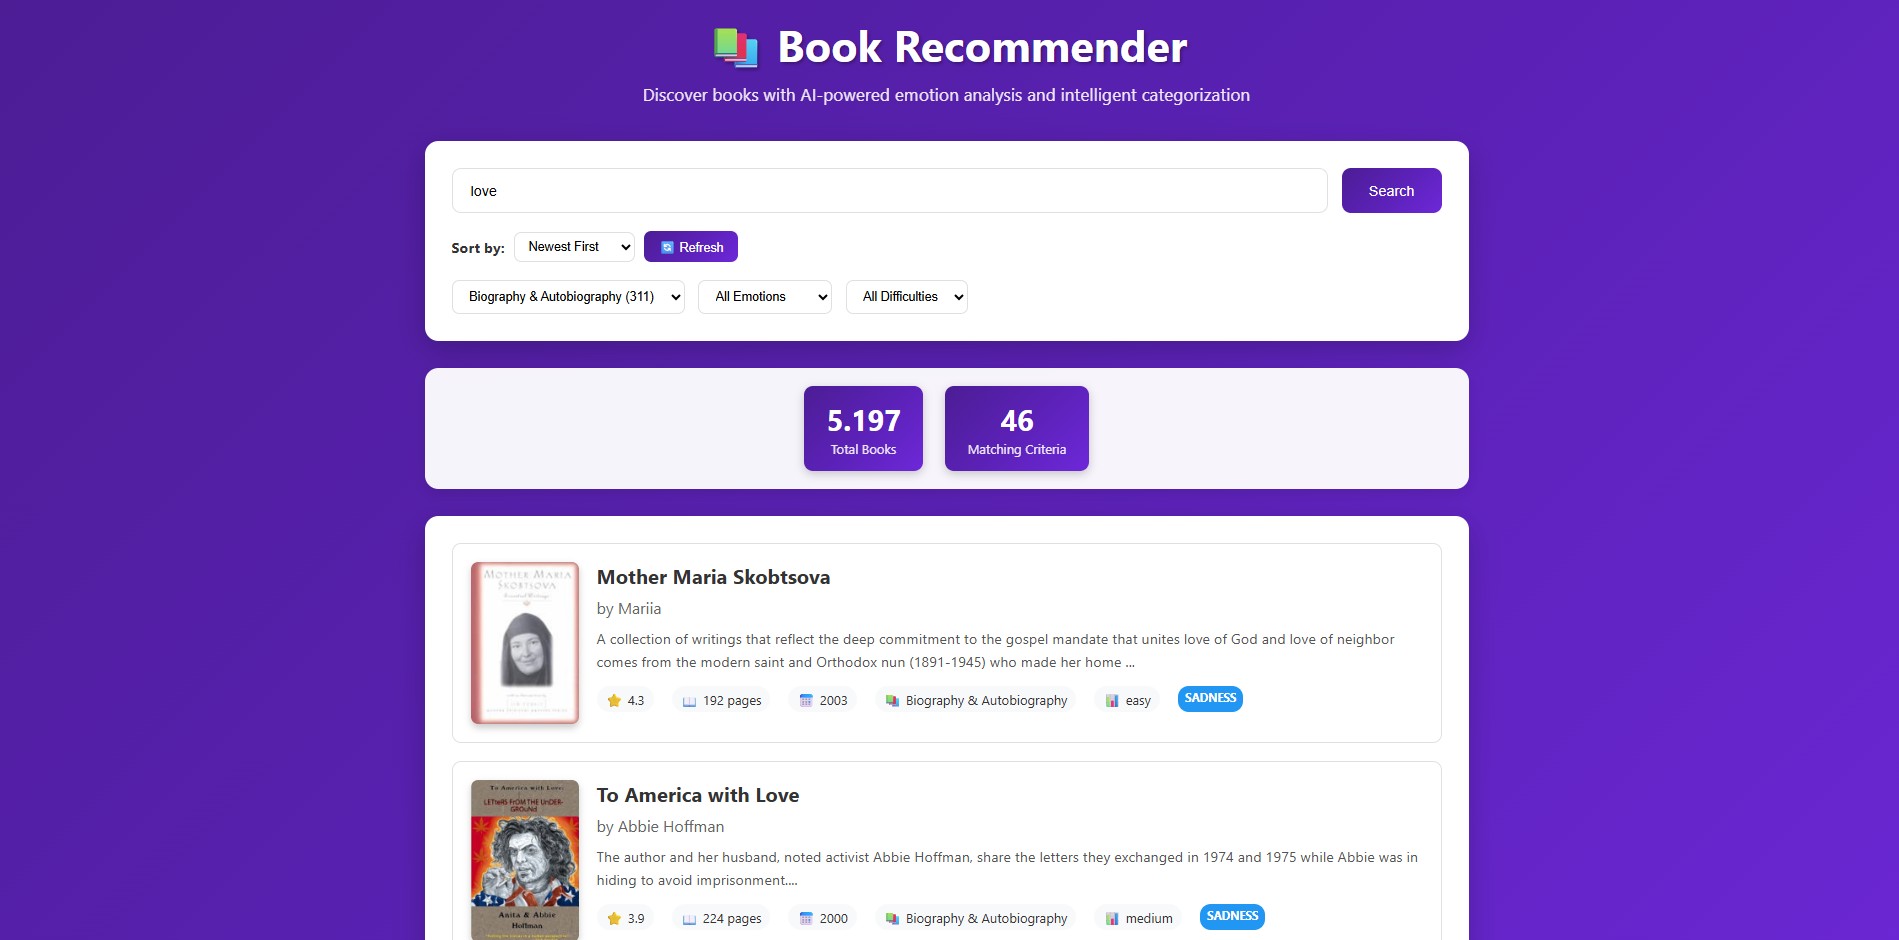 Book Recommender
Discover books with AI-powered emotion analysis and intelligent categorization
love
Search
Sort by:
Newest First
Refresh
Biography & Autobiography (311)
All Emotions
All Difficulties
5.197
Total Books
46
Matching Criteria
MOTHER MARIA
SKOBTSOVA
Essential Writings
Mother Maria Skobtsova
by Mariia
A collection of writings that reflect the deep commitment to the gospel mandate that unites love of God and love of neighbor
comes from the modern saint and Orthodox nun (1891-1945) who made her home ...
4.3
192 pages
2003
Biography & Autobiography
easy
SADNESS
To America with Love:
LETTERS FROM THE UNDER-
GROUND
Anita & Abbie
Hoffman
To America with Love
by Abbie Hoffman
The author and her husband, noted activist Abbie Hoffman, share the letters they exchanged in 1974 and 1975 while Abbie was in
hiding to avoid imprisonment....
3.9
224 pages
2000
Biography & Autobiography
medium
SADNESS